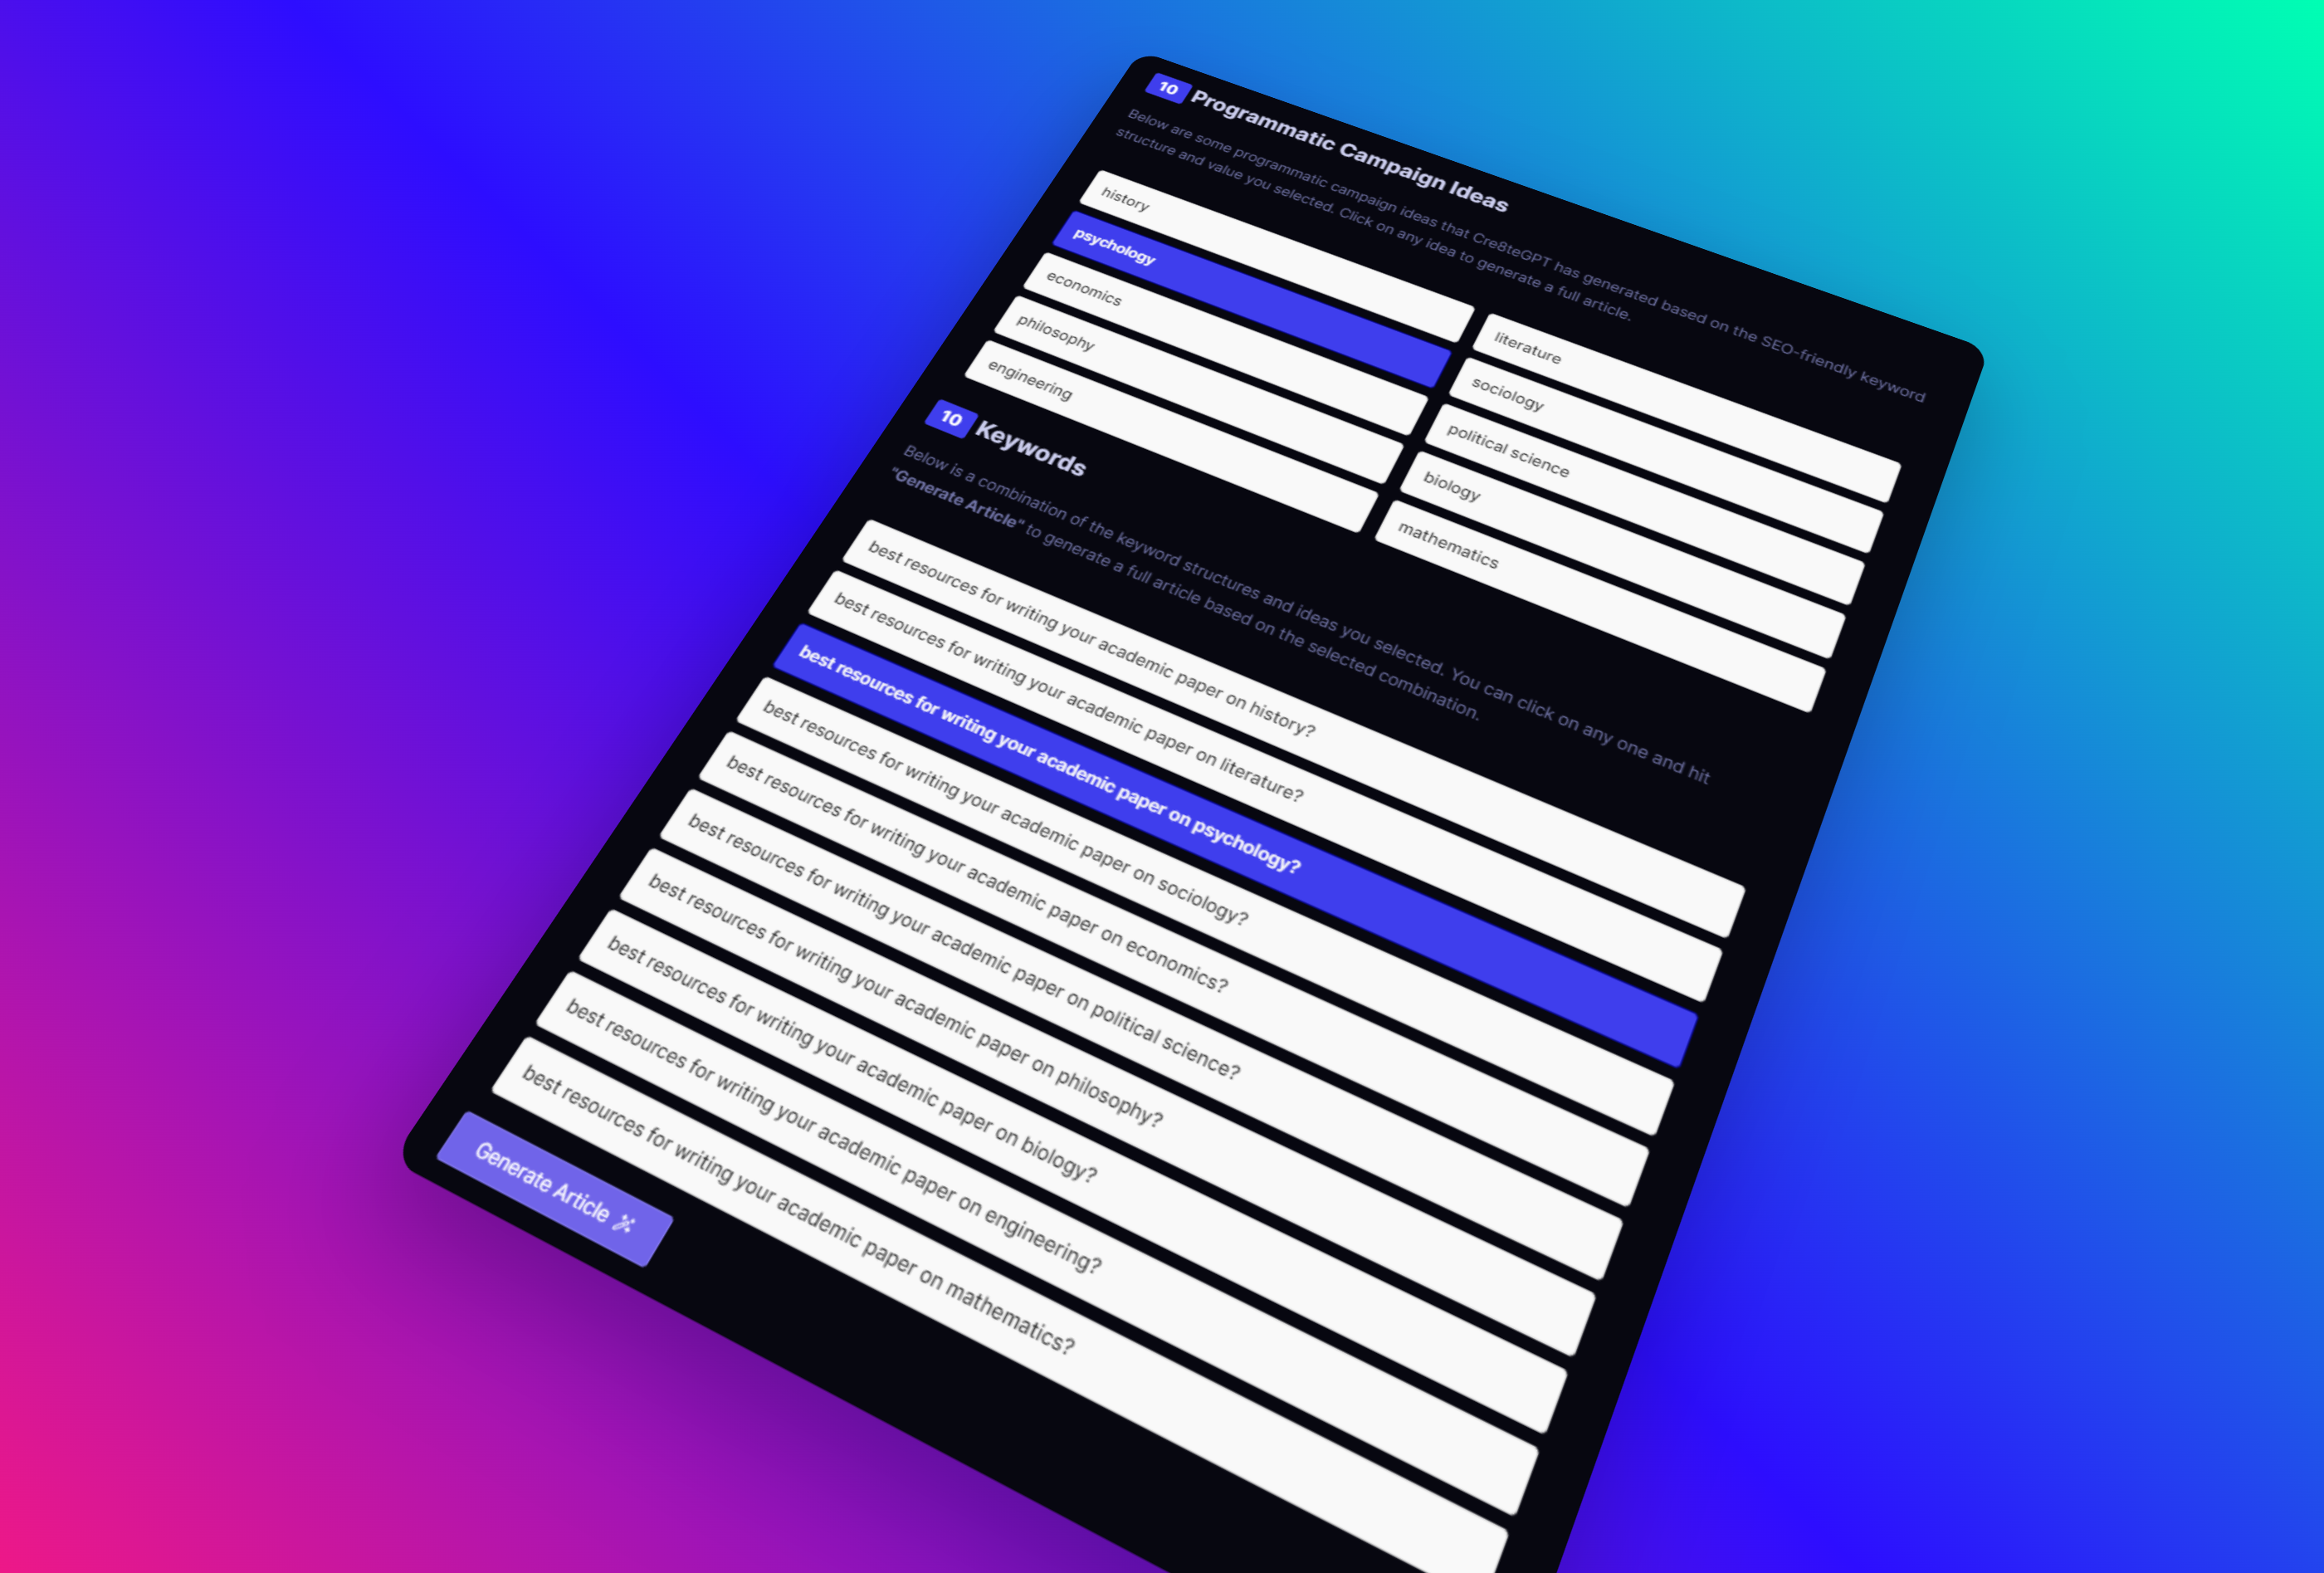 10 Programmatic Campaign Ideas
Below are some programmatic campaign ideas that Cre8teGPT has generated based on the SEO-friendly keyword
structure and value you selected. Click on any idea to generate a full article.
history
literature
psychology
sociology
economics
political science
philosophy
biology
engineering
mathematics
10 Keywords
Below is a combination of the keyword structures and ideas you selected. You can click on any one and hit
"Generate Article" to generate a full article based on the selected combination.
best resources for writing your academic paper on history?
best resources for writing your academic paper on literature?
best resources for writing your academic paper on psychology?
best resources for writing your academic paper on sociology?
best resources for writing your academic paper on economics?
best resources for writing your academic paper on political science?
best resources for writing your academic paper on philosophy?
best resources for writing your academic paper on biology?
best resources for writing your academic paper on engineering?
best resources for writing your academic paper on mathematics?
Generate Article